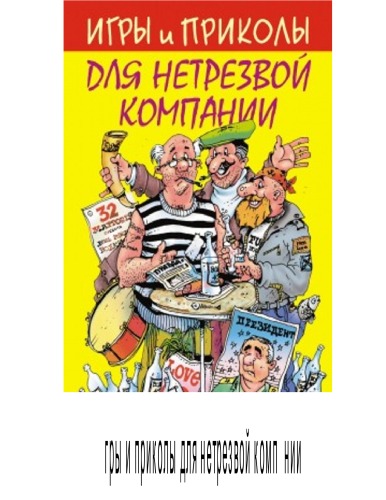 ИГРЫ и ПРИКОЛЫ
ДЛЯ НЕТРЕЗВОЙ
КОМПАНИИ
32
LOVE
ПРЕЗИДЕНТ
гры и приколы для нетрезвой комп нии